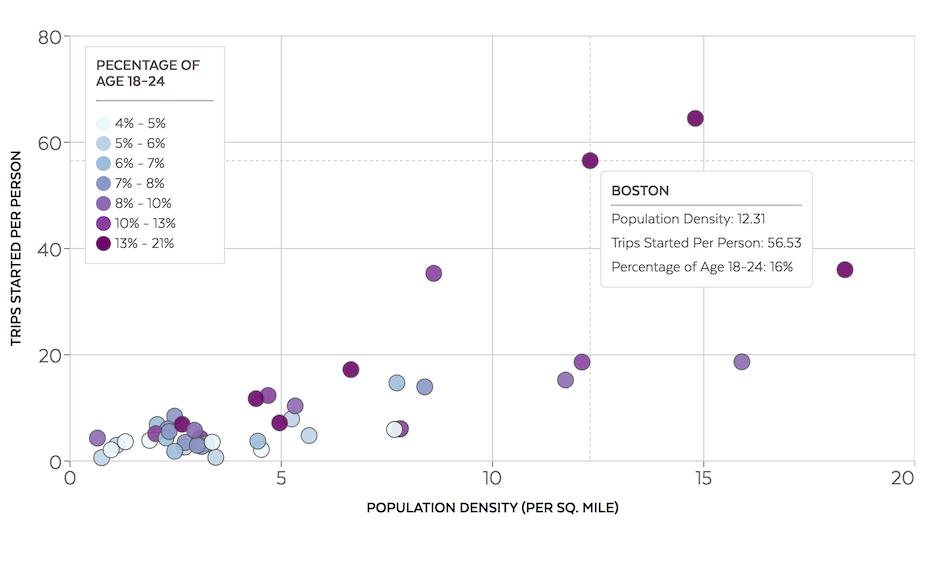 80
60
40
20
0
TRIPS STARTED PER PERSON
PECENTAGE OF
AGE 18-24
4% - 5%
5% - 6%
6% - 7%
7% - 8%
8% - 10%
10% - 13%
13% - 21%
BOSTON
Population Density: 12.31
Trips Started Per Person: 56.53
Percentage of Age 18-24: 16%
0 5 10 15 20
POPULATION DENSITY (PER SQ. MILE)